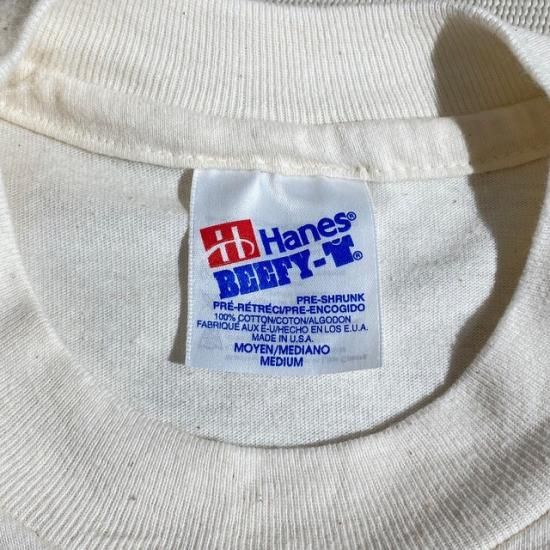 H Hanes®
BEEFY-T®
PRE-SHRUNK
PRÉ-RÉTRÉCI/PRE-ENCOGIDO
100% COTTON/COTON/ALGODON
FABRIQUÉ AUX É-U/HECHO EN LOS E.U.A.
MADE IN U.S.A.
MOYEN/MEDIANO
MEDIUM